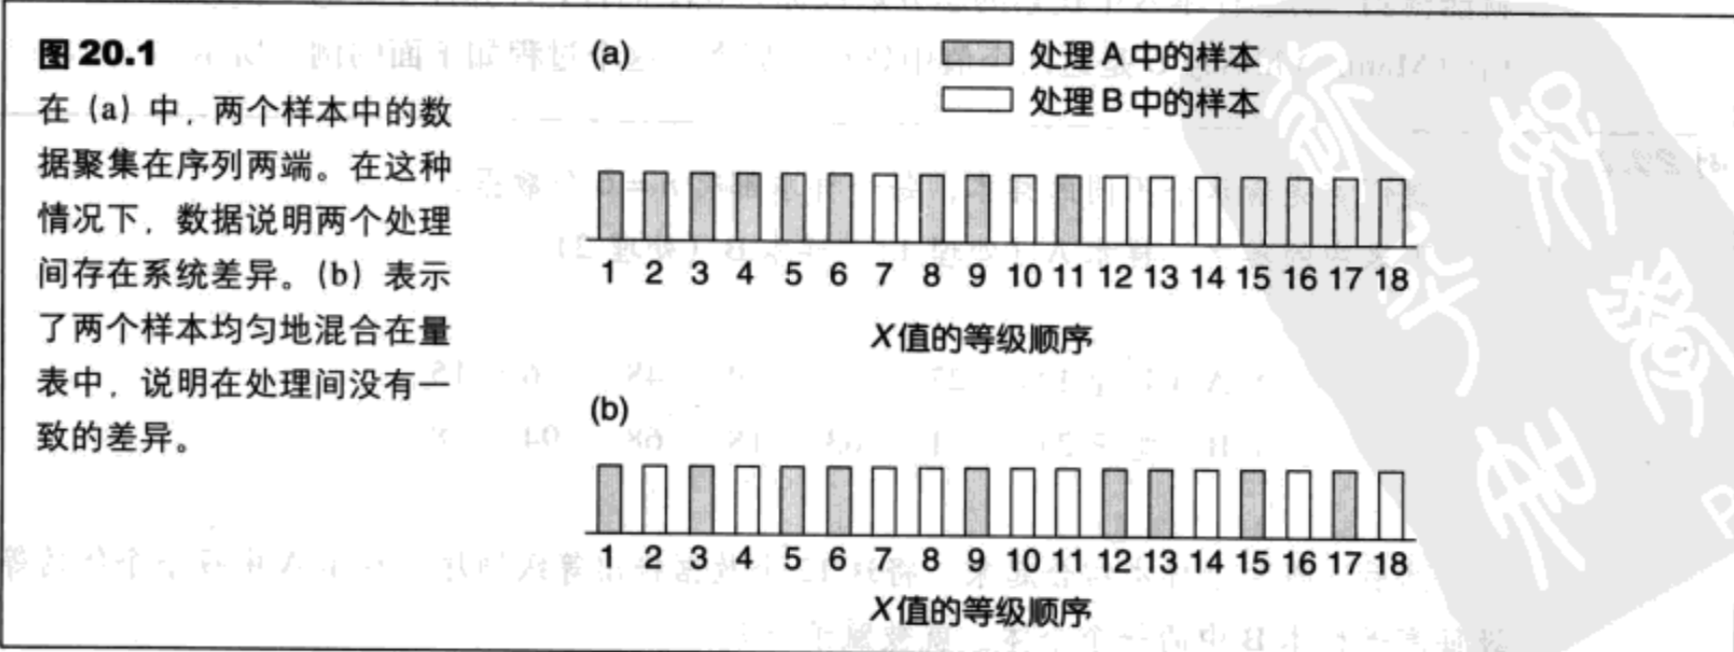 图 20.1
在（a）中，两个样本中的数
据聚集在序列两端。在这种
情况下，数据说明两个处理
间存在系统差异。（b）表示
了两个样本均匀地混合在量
表中，说明在处理间没有一
致的差异。
(a)
处理 A 中的样本
处理 B 中的样本
1 2 3 4 5 6 7 8 9 10 11 12 13 14 15 16 17 18
X值的等级顺序
(b)
1 2 3 4 5 6 7 8 9 10 11 12 13 14 15 16 17 18
X值的等级顺序